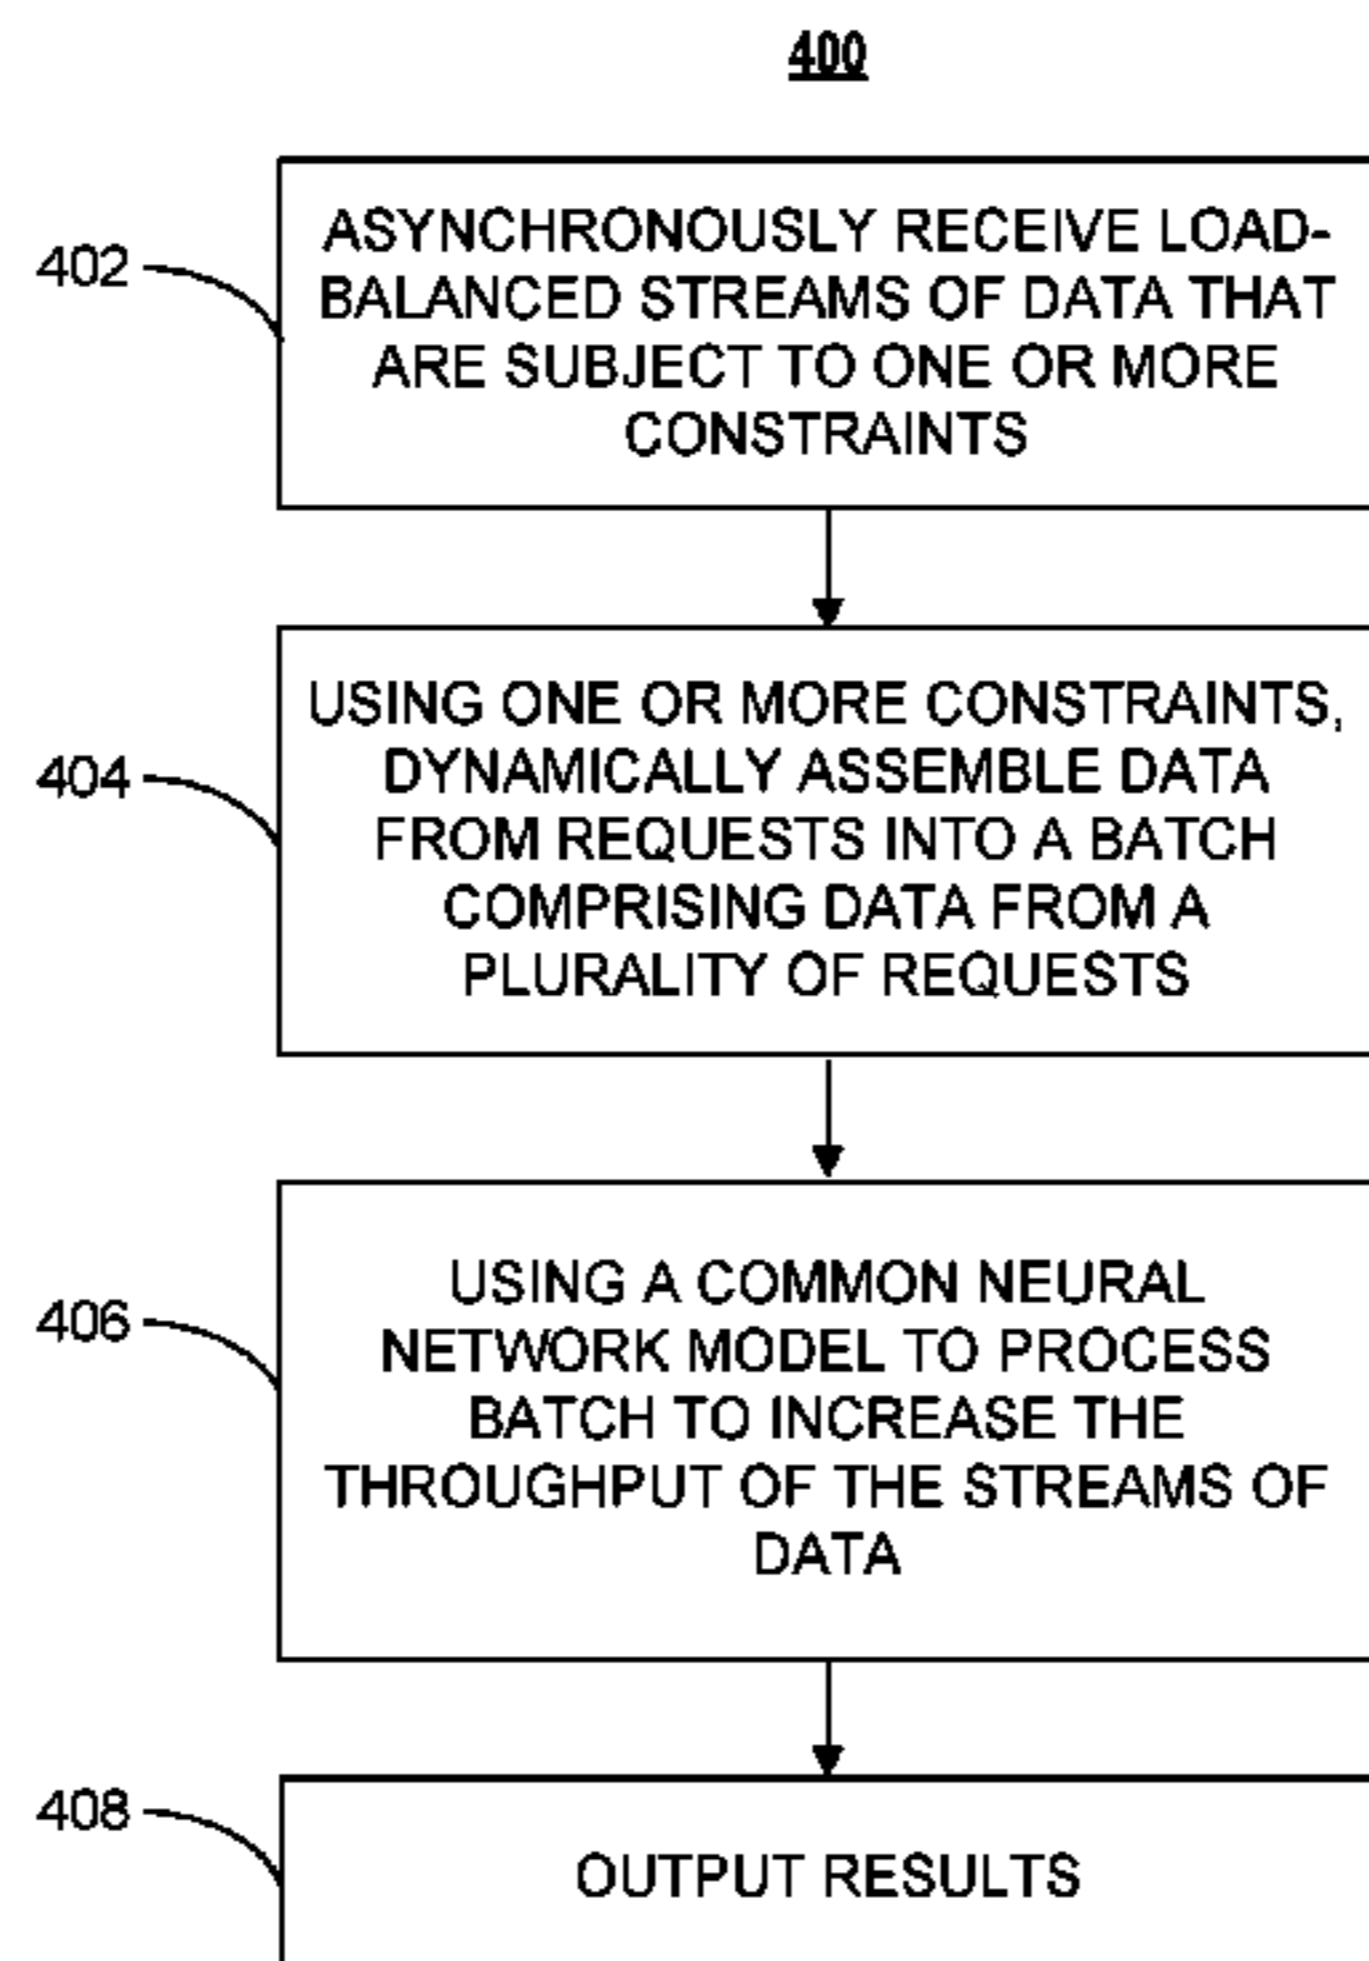 400
402
ASYNCHRONOUSLY RECEIVE LOAD-
BALANCED STREAMS OF DATA THAT
ARE SUBJECT TO ONE OR MORE
CONSTRAINTS
404
USING ONE OR MORE CONSTRAINTS,
DYNAMICALLY ASSEMBLE DATA
FROM REQUESTS INTO A BATCH
COMPRISING DATA FROM A
PLURALITY OF REQUESTS
406
USING A COMMON NEURAL
NETWORK MODEL TO PROCESS
BATCH TO INCREASE THE
THROUGHPUT OF THE STREAMS OF
DATA
408
OUTPUT RESULTS